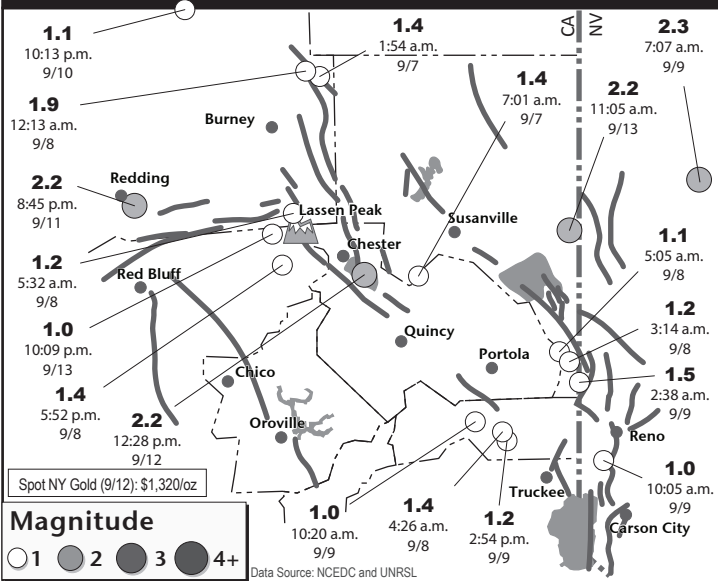 1.1
10:13 p.m.
9/10
1.4
1:54 a.m.
9/7
CA
NV
2.3
7:07 a.m.
9/9
1.9
12:13 a.m.
9/8
Burney
1.4
7:01 a.m.
9/7
2.2
11:05 a.m.
9/13
2.2
8:45 p.m.
9/11
Redding
Lassen Peak
Susanville
Chester
1.2
5:32 a.m.
9/8
Red Bluff
1.1
5:05 a.m.
9/8
1.0
10:09 p.m.
9/13
Quincy
Portola
1.2
3:14 a.m.
9/8
1.4
5:52 p.m.
9/8
Chico
1.5
2:38 a.m.
9/9
2.2
12:28 p.m.
9/12
Oroville
Reno
Spot NY Gold (9/12): $1,320/oz
1.0
10:05 a.m.
9/9
Truckee
Carson City
1.0
10:20 a.m.
9/9
1.4
4:26 a.m.
9/8
1.2
2:54 p.m.
9/9
Magnitude
1 2 3 4+
Data Source: NCEDC and UNRSL